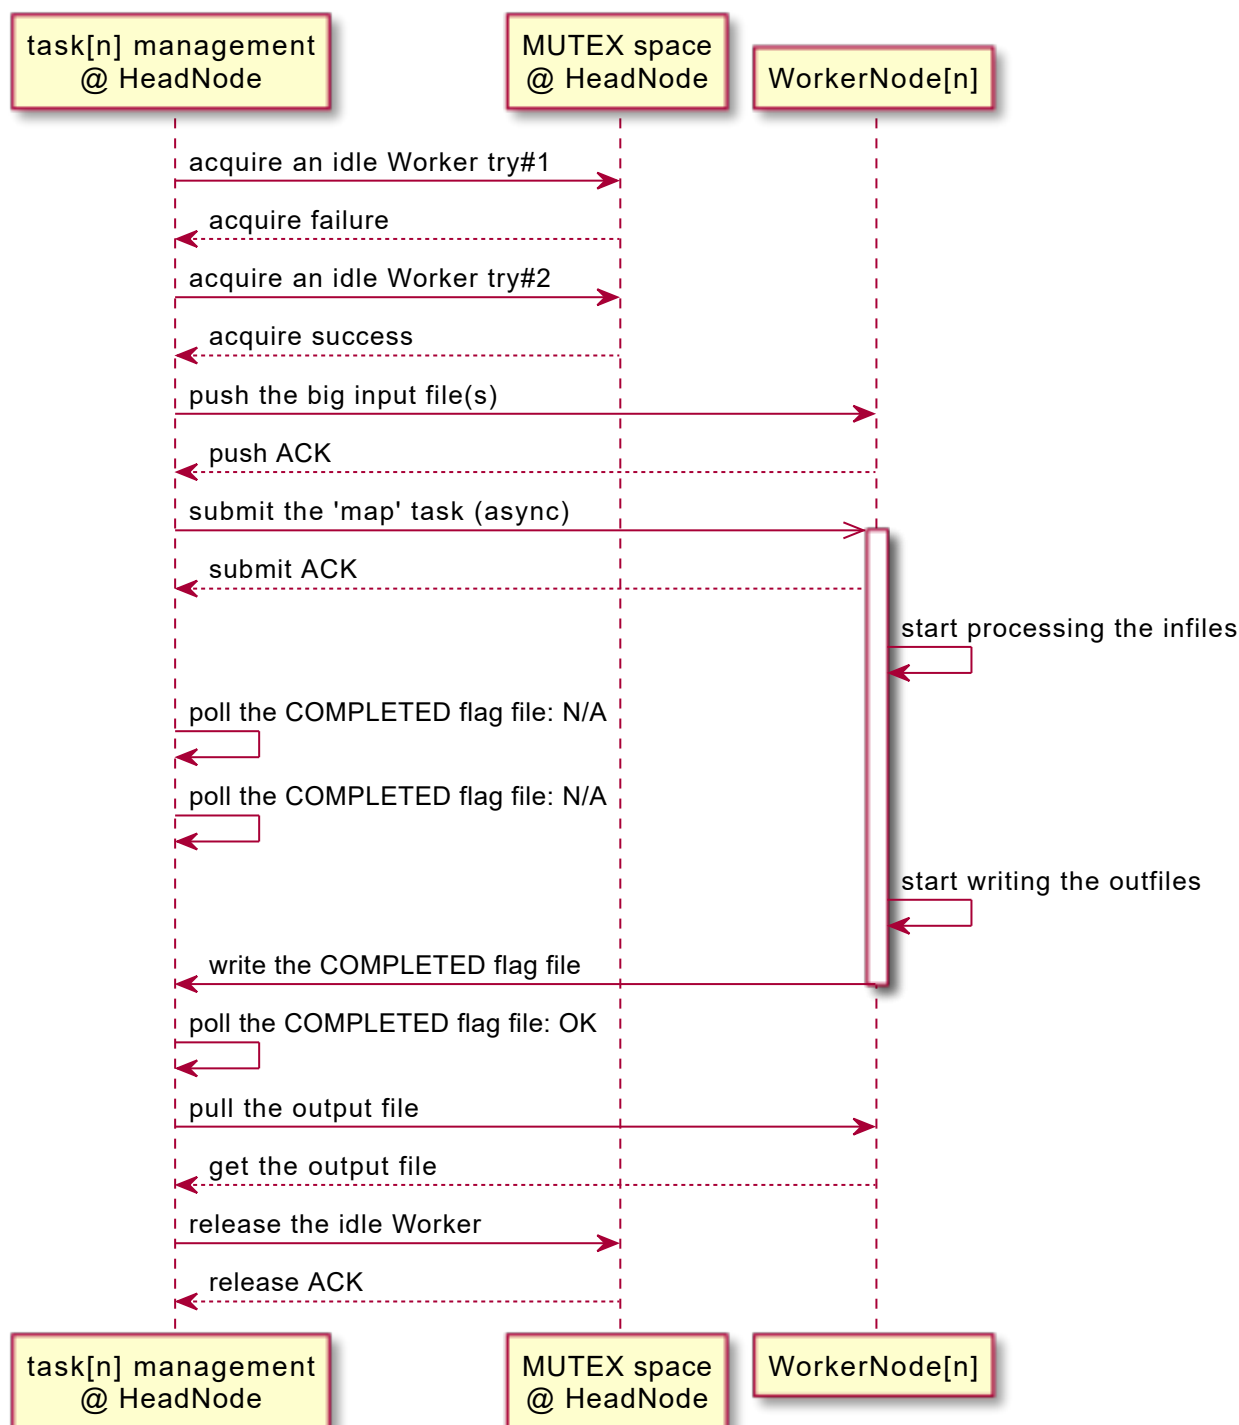 task[n] management
@ HeadNode
MUTEX space
@ HeadNode
WorkerNode[n]
acquire an idle Worker try#1
acquire failure
acquire an idle Worker try#2
acquire success
push the big input file(s)
push ACK
submit the 'map' task (async)
submit ACK
start processing the infiles
poll the COMPLETED flag file: N/A
poll the COMPLETED flag file: N/A
start writing the outfiles
write the COMPLETED flag file
poll the COMPLETED flag file: OK
pull the output file
get the output file
release the idle Worker
release ACK
task[n] management
@ HeadNode
MUTEX space
@ HeadNode
WorkerNode[n]